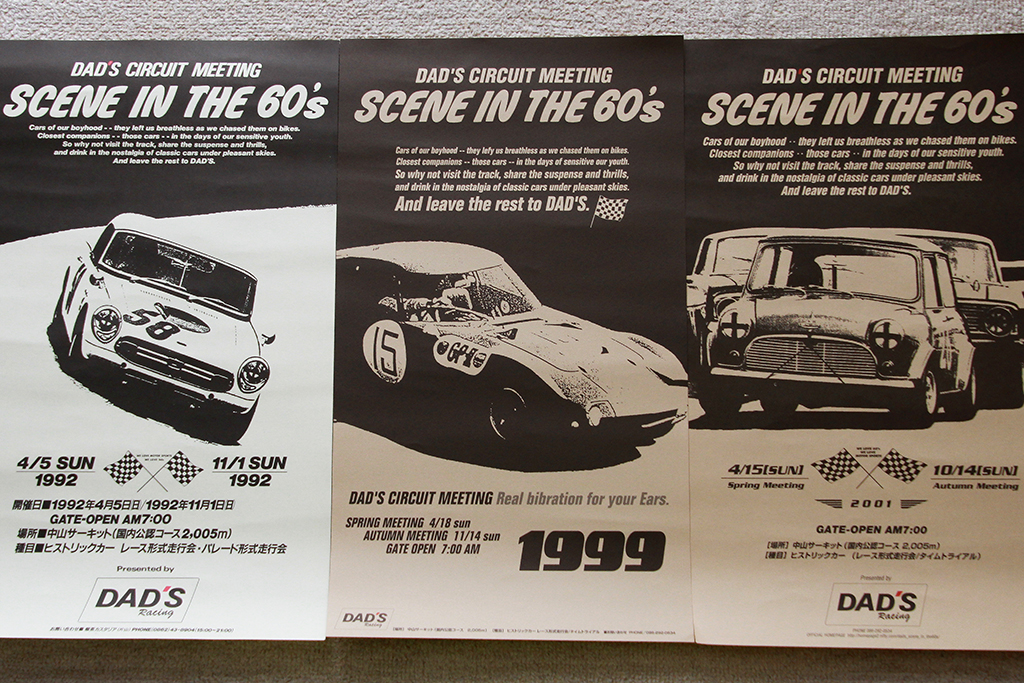 DAD'S CIRCUIT MEETING
SCENE IN THE 60's
Cars of our boyhood - - they left us breathless as we chased them on bikes.
Closest companions - - those cars - - in the days of our sensitive youth.
So why not visit the track, share the suspense and thrills,
and drink in the nostalgia of classic cars under pleasant skies.
And leave the rest to DAD'S.
58
4/5 SUN
1992
11/1 SUN
1992
開催日■1992年4月5日日/1992年11月1日日
GATE-OPEN AM7:00
場所■中山サーキット(国内公認コース2,005m)
種目■ヒストリックカー レース形式走行会・パレード形式走行会
Presented by
DAD'S
Racing
DAD'S CIRCUIT MEETING
SCENE IN THE 60's
Cars of our boyhood -- they lefy us breathless as we chased them on bikes.
Closest companions -- those cars -- in the days of sensitive our youth.
So why not visit the track, share the suspense and thrills,
and drink in the nostalgia of classic cars under pleasant skies.
And leave the rest to DAD'S.
15
DAD'S CIRCUIT MEETING Real bibration for your Ears.
SPRING MEETING 4/18 sun
AUTUMN MEETING 11/14 sun
GATE OPEN 7:00 AM
1999
DAD'S
Racing
DAD'S CIRCUIT MEETING
SCENE IN THE 60's
Cars of our boyhood - - they left us breathless as we chased them on bikes.
Closest companions - - those cars - - in the days of our sensitive youth.
So why not visit the track, share the suspense and thrills,
and drink in the nostalgia of classic cars under pleasant skies.
And leave the rest to DAD'S.
4/15[SUN]
Spring Meeting
10/14[SUN]
Autumn Meeting
2001
GATE-OPEN AM7:00
[場所] 中山サーキット (国内公認コース 2,005m)
[種目] ヒストリックカー (レース形式走行会/タイムトライアル)
Presented by
DAD'S
Racing